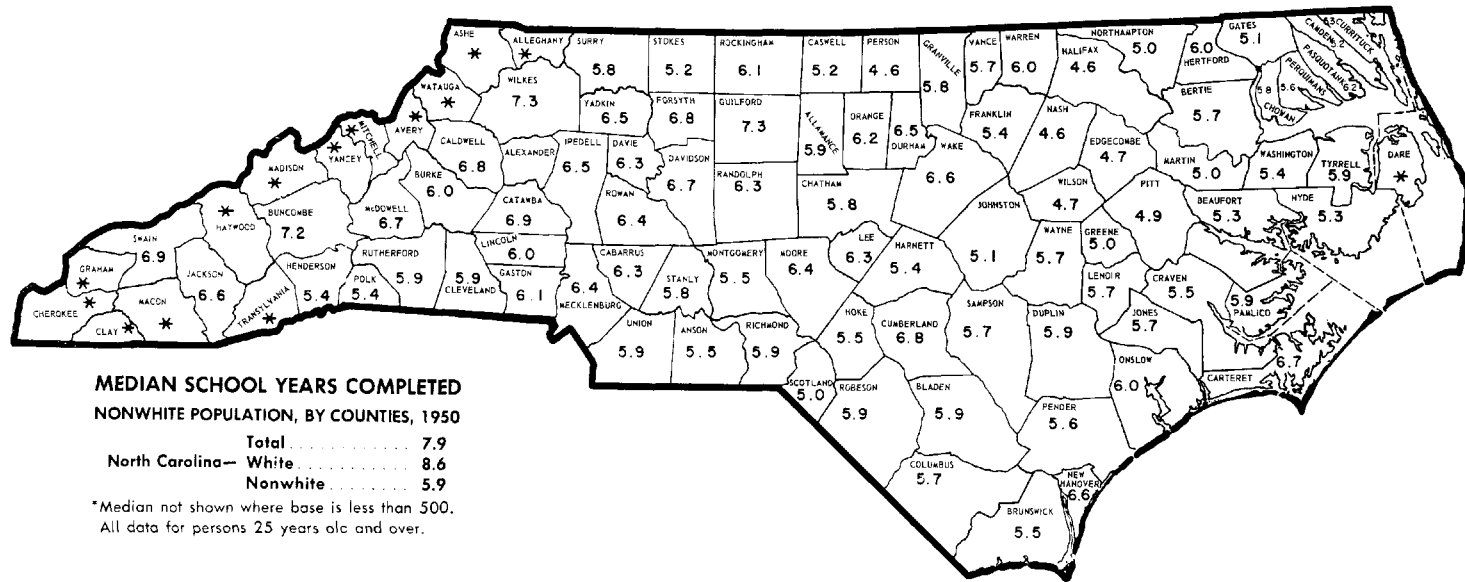 ASHE
*
ALLEGHANY
*
SURRY
5.8
STOKES
5.2
ROCKINGHAM
6.1
CASWELL
5.2
PERSON
4.6
GRANVILLE
5.8
VANCE
5.7
WARREN
6.0
HALIFAX
4.6
NORTHAMPTON
5.0
6.0
HERTFORD
GATES
5.1
CURRITUCK
CAMDEN
5.2
PASQUOTANK
6.2
PERQUIMANS
5.6
5.8
CHOWAN
WATAUGA
*
WILKES
7.3
YADKIN
6.5
FORSYTH
6.8
GUILFORD
7.3
ALLAMANCE
5.9
ORANGE
6.2
6.5
DURHAM
FRANKLIN
5.4
NASH
4.6
EDGECOMBE
4.7
BERTIE
5.7
MITCHELL
*
AVERY
*
CALDWELL
6.8
ALEXANDER
IPEDELL
6.5
DAVIE
6.3
DAVIDSON
6.7
RANDOLPH
6.3
CHATHAM
5.8
WAKE
6.6
WILSON
4.7
MARTIN
5.0
WASHINGTON
5.4
TYRRELL
5.9
DARE
*
MADISON
*
YANCEY
*
BURKE
6.0
CATAWBA
6.9
ROWAN
6.4
JOHNSTON
5.1
PITT
4.9
BEAUFORT
5.3
HYDE
5.3
SWAIN
6.9
HAYWOOD
*
BUNCOMBE
7.2
McDOWELL
6.7
RUTHERFORD
5.9
LINCOLN
6.0
CABARRUS
6.3
STANLY
5.8
MONTGOMERY
5.5
MOORE
6.4
LEE
6.3
HARNETT
5.4
WAYNE
5.7
GREENE
5.0
LENOIR
5.7
CRAVEN
5.5
GRAHAM
*
JACKSON
6.6
HENDERSON
5.4
POLK
5.4
5.9
CLEVELAND
GASTON
6.1
6.4
MECKLENBURG
SAMPSON
5.7
DUPLIN
5.9
JONES
5.7
5.9
PAMLICO
CHEROKEE
*
CLAY
*
MACON
*
TRANSYLVANIA
*
UNION
5.9
ANSON
5.5
RICHMOND
5.9
HOKE
5.5
CUMBERLAND
6.8
ONSLOW
6.0
CARTERET
6.7
SCOTLAND
5.0
ROBESON
5.9
BLADEN
5.9
PENDER
5.6
COLUMBUS
5.7
NEW
HANOVER
6.6
BRUNSWICK
5.5
MEDIAN SCHOOL YEARS COMPLETED
NONWHITE POPULATION, BY COUNTIES, 1950
Total . . . . . . . . . . . . 7.9
North Carolina— White . . . . . . . . . . . 8.6
Nonwhite . . . . . . . . 5.9
*Median not shown where base is less than 500.
All data for persons 25 years old and over.